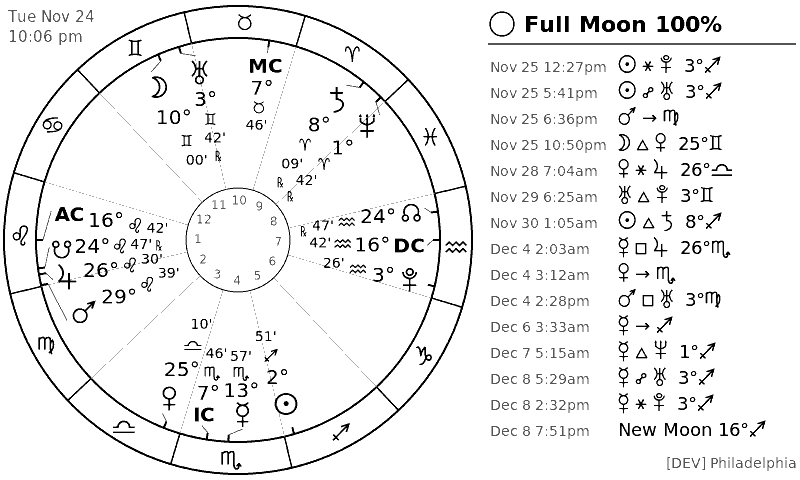 Tue Nov 24
10:06 pm
Full Moon 100%
Nov 25 12:27pm ☉ ⚹ ♇ 3°♐
Nov 25 5:41pm ☉ ☍ ♅ 3°♐
Nov 25 6:36pm ♂ → ♍
Nov 25 10:50pm ☽ △ ♀ 25°♊
Nov 28 7:04am ♀ ⚹ ♃ 26°♎
Nov 29 6:25am ♅ △ ♇ 3°♊
Nov 30 1:05am ☉ △ ♄ 8°♐
Dec 4 2:03am ☿ □ ♃ 26°♏
Dec 4 3:12am ♀ → ♏
Dec 4 2:28pm ♂ □ ♅ 3°♍
Dec 6 3:33am ☿ → ♐
Dec 7 5:15am ☿ △ ♆ 1°♐
Dec 8 5:29am ☿ ☍ ♅ 3°♐
Dec 8 2:32pm ☿ ⚹ ♇ 3°♐
Dec 8 7:51pm New Moon 16°♐
[DEV] Philadelphia
♉
♊
♈
♋
♓
♌
♒
♍
♑
♎
♏
♐
☽ 10° ♊ 00'
♅ 3° ♊ 42' ℞
MC 7° ♉ 46'
♄ 8° ♈ 09' ℞
♆ 1° ♈ 42' ℞
AC 16° ♌ 42'
☋ 24° ♌ 47' ℞
♃ 26° ♌ 30'
♂ 29° ♌ 39'
℞ 47' ♒ 24° ☊
42' ♒ 16° DC
26' ♒ 3° ♇
10' ♎ 25° ♀
46' ♏ 7° IC
57' ♏ 13° ☿
51' ♐ 2° ☉
11 10 9
12 8
1 7
2 6
3 4 5